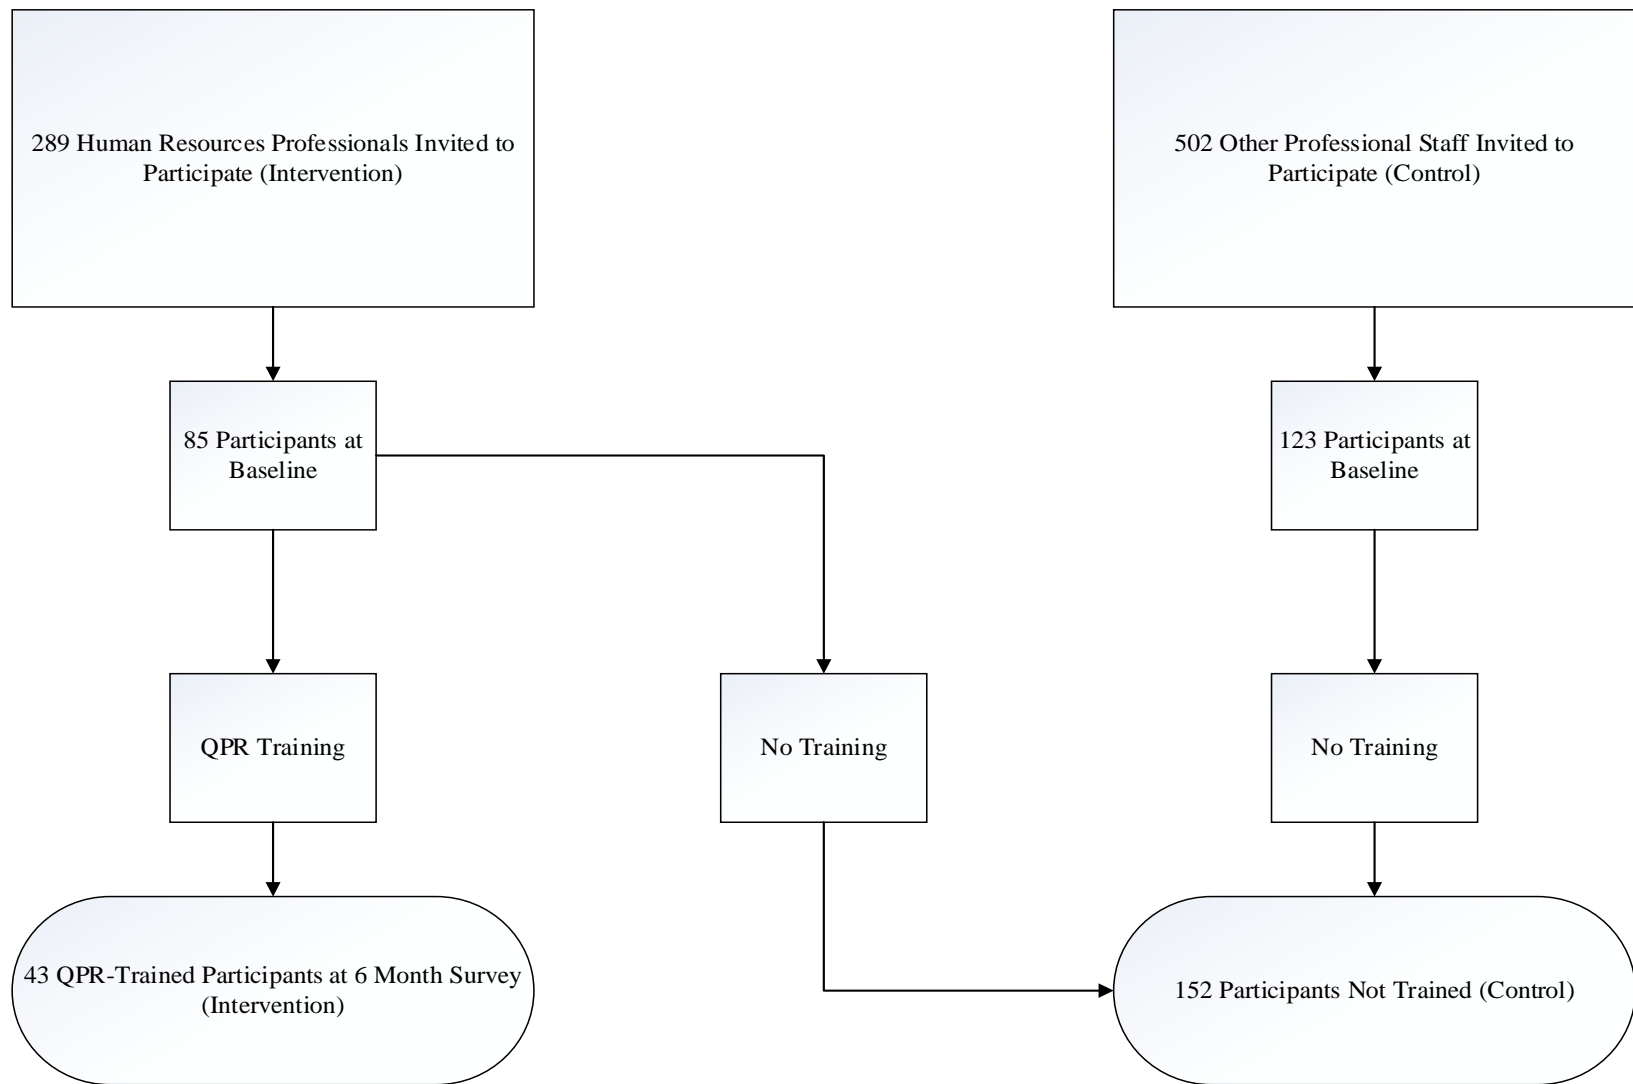 289 Human Resources Professionals Invited to
Participate (Intervention)
502 Other Professional Staff Invited to
Participate (Control)
85 Participants at
Baseline
123 Participants at
Baseline
QPR Training
No Training
No Training
43 QPR-Trained Participants at 6 Month Survey
(Intervention)
152 Participants Not Trained (Control)